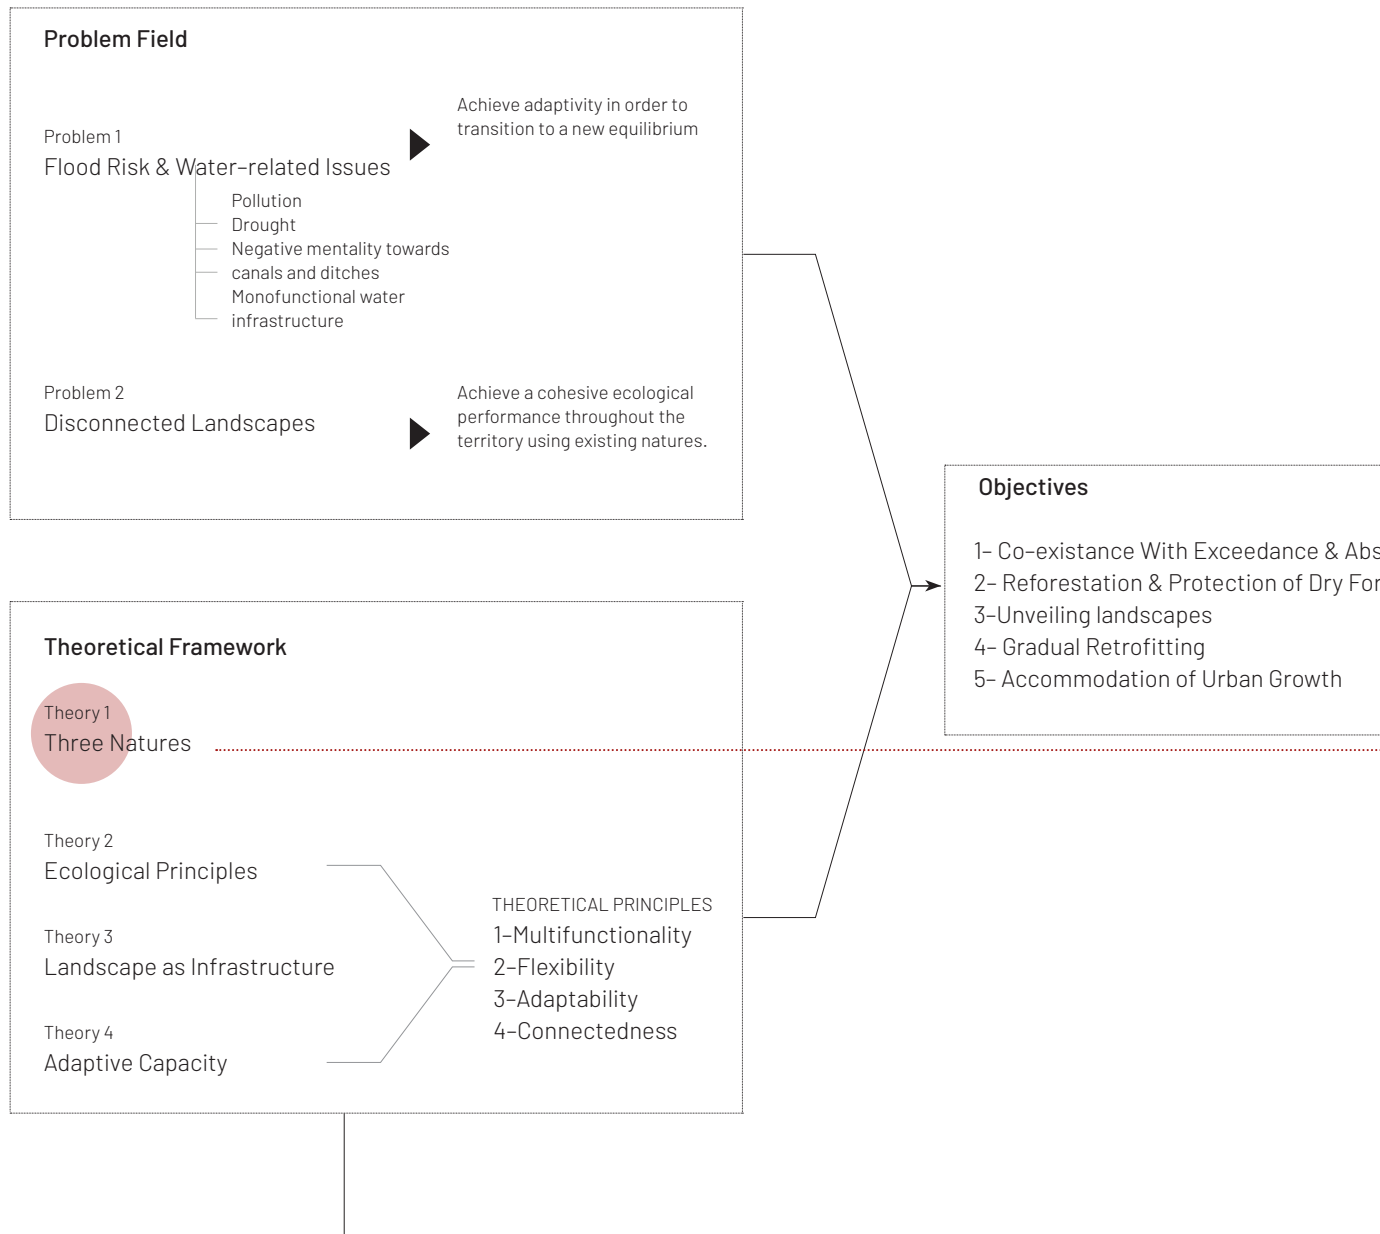 Problem Field
Problem 1
Flood Risk & Water-related Issues
Achieve adaptivity in order to
transition to a new equilibrium
Pollution
Drought
Negative mentality towards
canals and ditches
Monofunctional water
infrastructure
Problem 2
Disconnected Landscapes
Achieve a cohesive ecological
performance throughout the
territory using existing natures.
Theoretical Framework
Theory 1
Three Natures
Theory 2
Ecological Principles
Theory 3
Landscape as Infrastructure
Theory 4
Adaptive Capacity
THEORETICAL PRINCIPLES
1-Multifunctionality
2-Flexibility
3-Adaptability
4-Connectedness
Objectives
1- Co-existance With Exceedance &
2- Reforestation & Protection of Dry
3-Unveiling landscapes
4- Gradual Retrofitting
5- Accommodation of Urban Growth